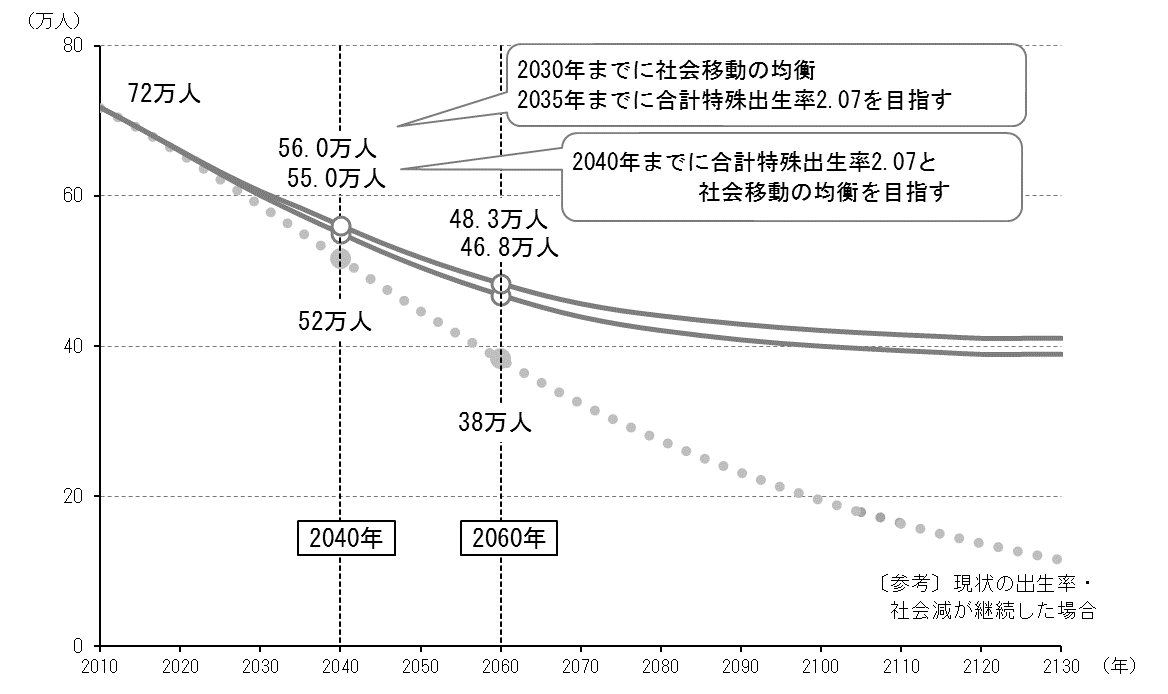 (万人)
80
2030年までに社会移動の均衡
2035年までに合計特殊出生率2.07を目指す
72万人
56.0万人
55.0万人
2040年までに合計特殊出生率2.07と
社会移動の均衡を目指す
60
48.3万人
46.8万人
52万人
40
38万人
20
2040年
2060年
〔参考〕現状の出生率・
社会減が継続した場合
0
2010 2020 2030 2040 2050 2060 2070 2080 2090 2100 2110 2120 2130 (年)